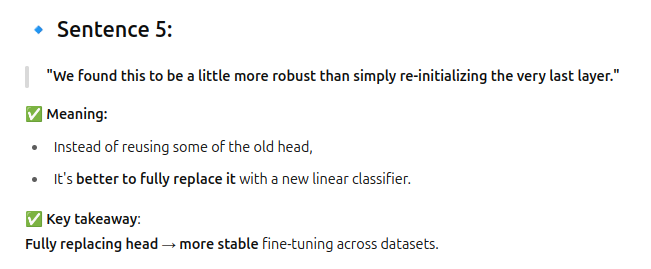 🔹 Sentence 5:
"We found this to be a little more robust than simply re-initializing the very last layer."
✅ Meaning:
• Instead of reusing some of the old head,
• It's better to fully replace it with a new linear classifier.
✅ Key takeaway:
Fully replacing head → more stable fine-tuning across datasets.